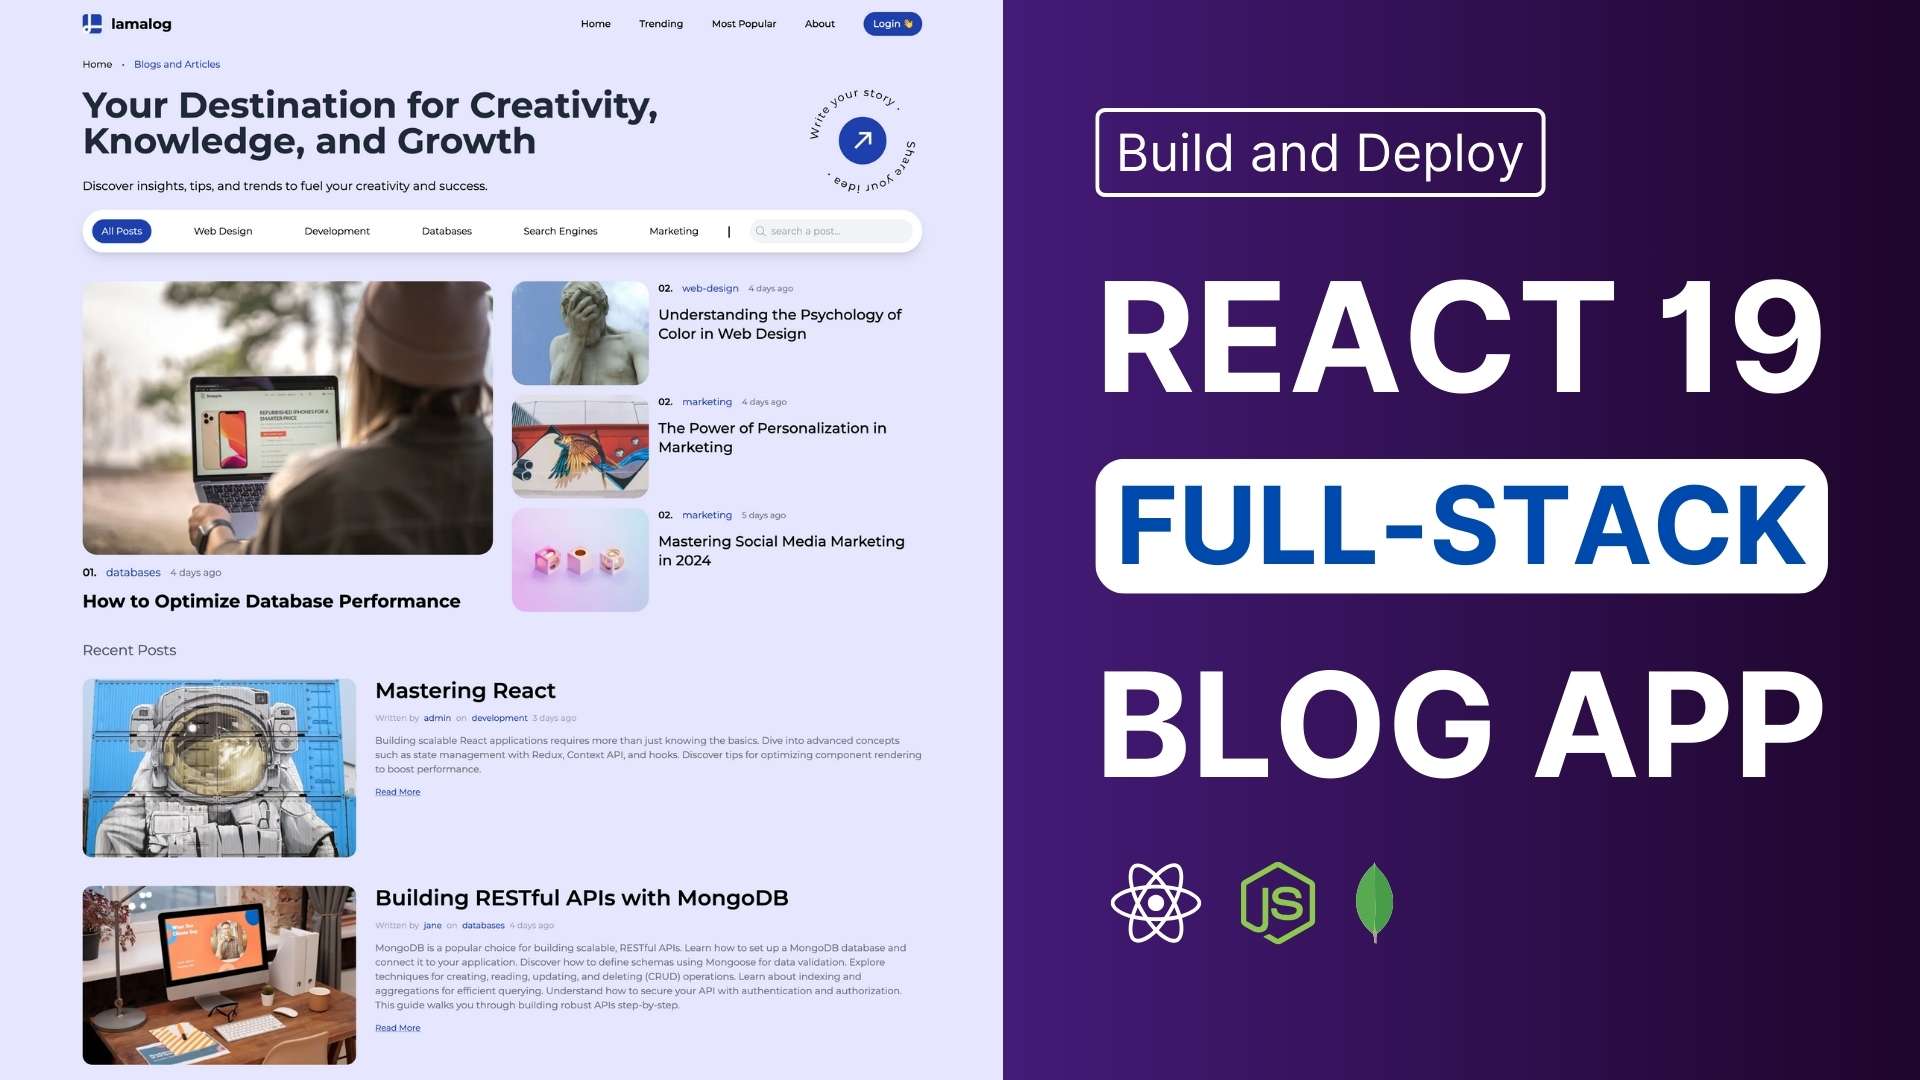 lamalog
Home
Trending
Most Popular
About
Login 👋
Home • Blogs and Articles
Your Destination for Creativity,
Knowledge, and Growth
Discover insights, tips, and trends to fuel your creativity and success.
Write your story •
Share your idea •
All Posts
Web Design
Development
Databases
Search Engines
Marketing
|
search a post...
REFURBISHED IPHONES FOR A
SMARTER PRICE
01. databases 4 days ago
How to Optimize Database Performance
02. web-design 4 days ago
Understanding the Psychology of
Color in Web Design
02. marketing 4 days ago
The Power of Personalization in
Marketing
02. marketing 5 days ago
Mastering Social Media Marketing
in 2024
Recent Posts
Mastering React
Written by admin on development 3 days ago
Building scalable React applications requires more than just knowing the basics. Dive into advanced concepts
such as state management with Redux, Context API, and hooks. Discover tips for optimizing component rendering
to boost performance.
Read More
Building RESTful APIs with MongoDB
Written by jane on databases 4 days ago
MongoDB is a popular choice for building scalable, RESTful APIs. Learn how to set up a MongoDB database and
connect it to your application. Discover how to define schemas using Mongoose for data validation. Explore
techniques for creating, reading, updating, and deleting (CRUD) operations. Learn about indexing and
aggregations for efficient querying. Understand how to secure your API with authentication and authorization.
This guide walks you through building robust APIs step-by-step.
Read More
Build and Deploy
REACT 19
FULL-STACK
BLOG APP
JS